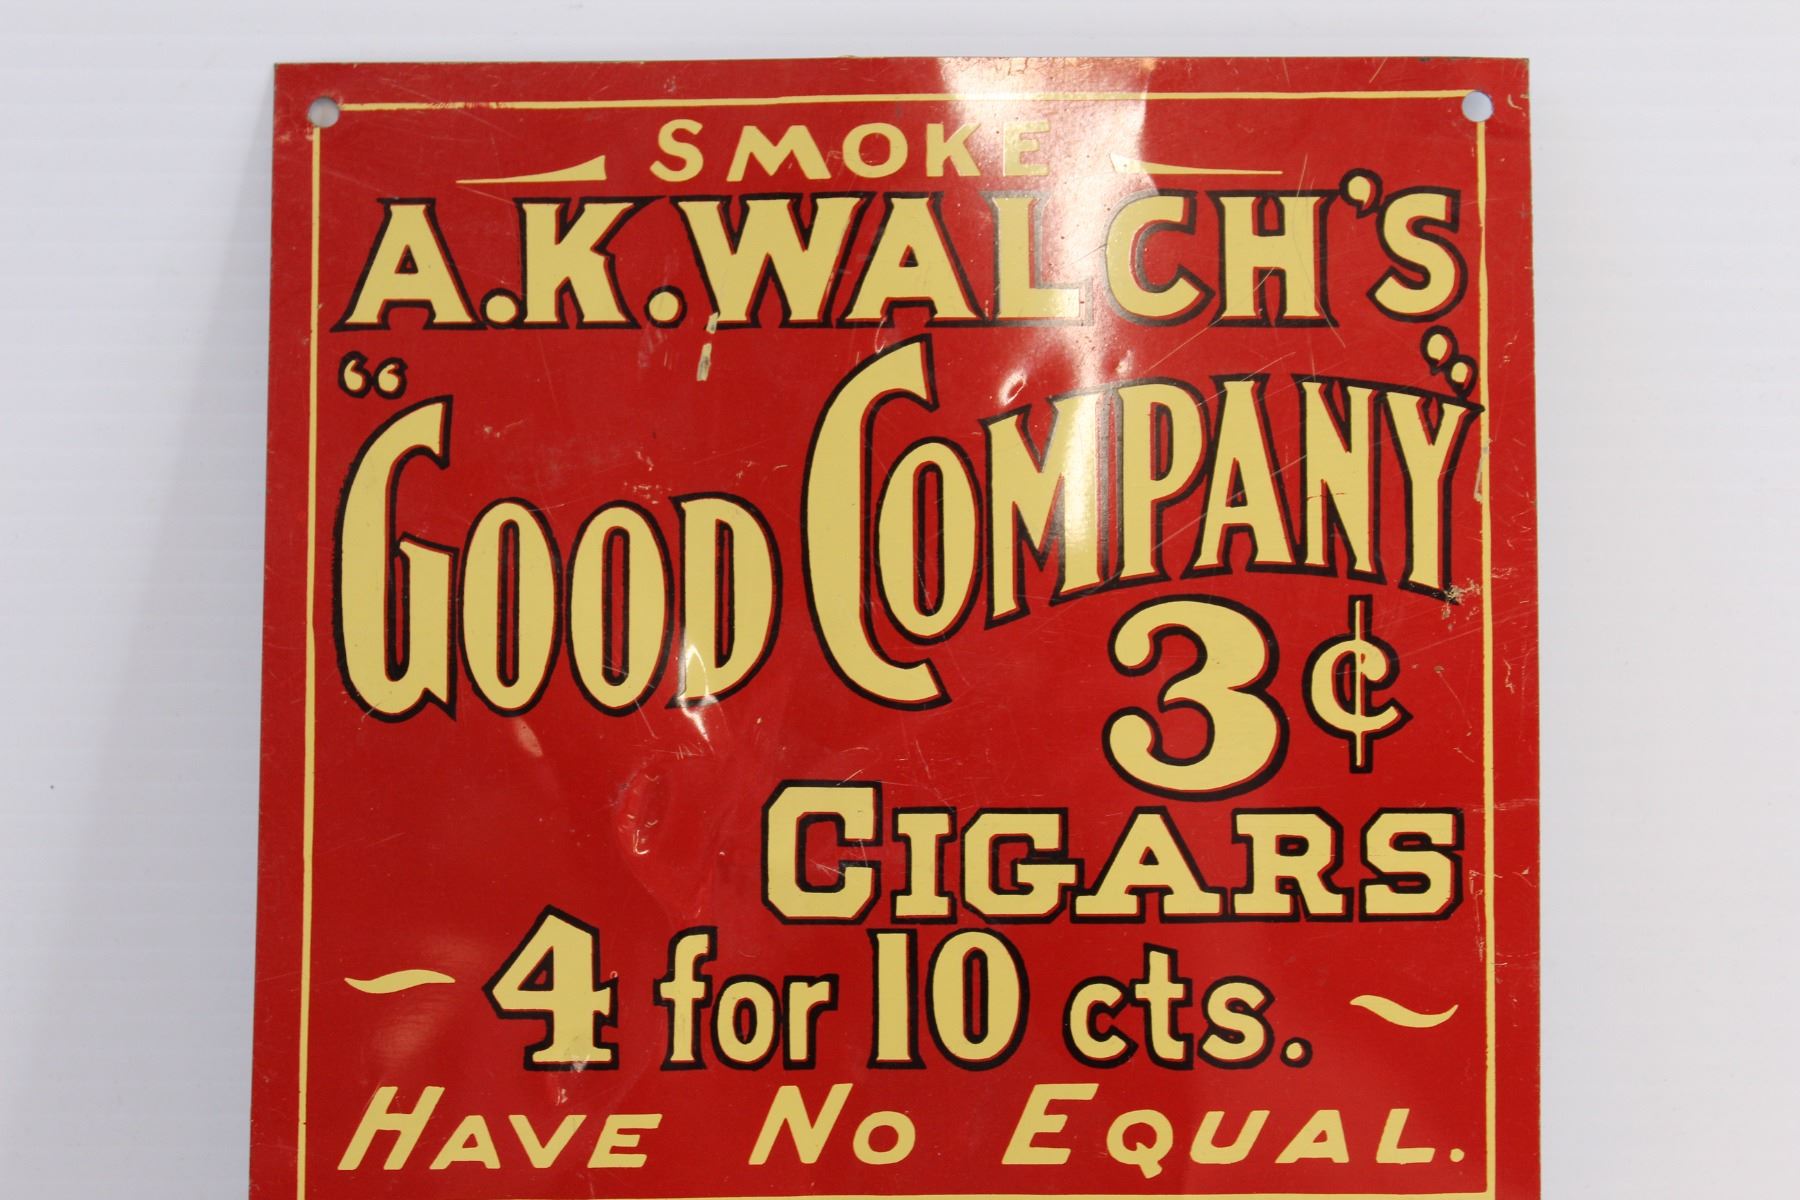 SMOKE
A.K. WALCH'S
"GOOD COMPANY"
3¢
CIGARS
4 for 10 cts.
HAVE NO EQUAL.